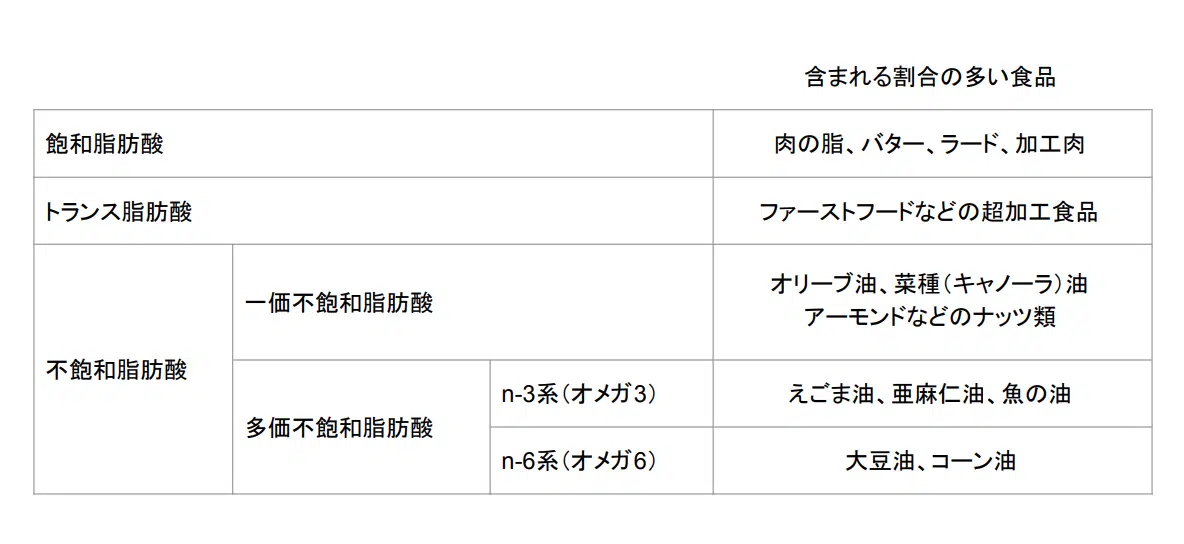 含まれる割合の多い食品
飽和脂肪酸
肉の脂、バター、ラード、加工肉
トランス脂肪酸
ファーストフードなどの超加工食品
不飽和脂肪酸
一価不飽和脂肪酸
オリーブ油、菜種（キャノーラ）油
アーモンドなどのナッツ類
多価不飽和脂肪酸
n-3系（オメガ3）
えごま油、亜麻仁油、魚の油
n-6系（オメガ6）
大豆油、コーン油